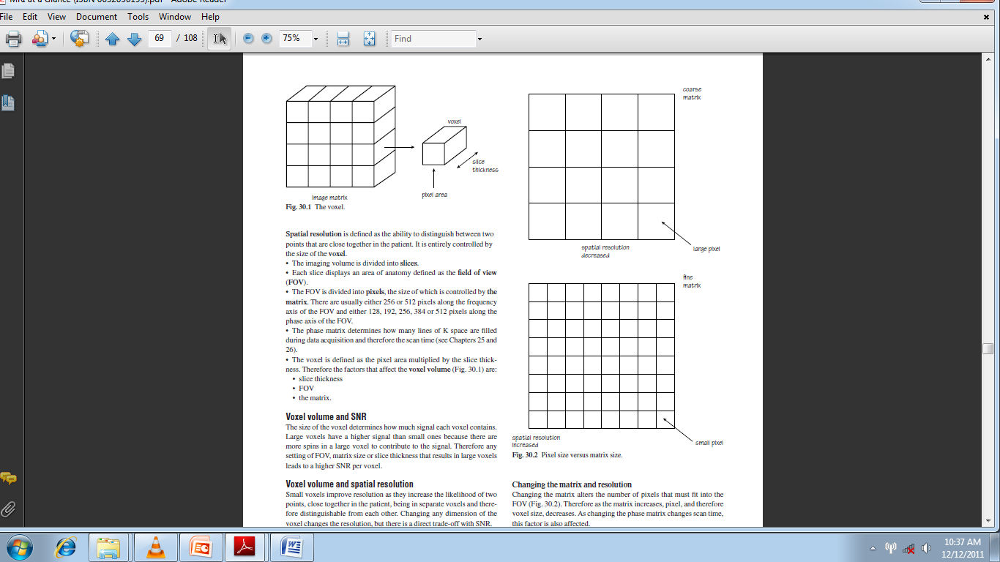 MRI at a Glance (ISBN 0632056193).pdf - Adobe Reader
File Edit View Document Tools Window Help
69 / 108 75% Find
voxel
slice
thickness
pixel area
image matrix
Fig. 30.1 The voxel.
Spatial resolution is defined as the ability to distinguish between two
points that are close together in the patient. It is entirely controlled by
the size of the voxel.
• The imaging volume is divided into slices.
• Each slice displays an area of anatomy defined as the field of view
(FOV).
• The FOV is divided into pixels, the size of which is controlled by the
matrix. There are usually either 256 or 512 pixels along the frequency
axis of the FOV and either 128, 192, 256, 384 or 512 pixels along the
phase axis of the FOV.
• The phase matrix determines how many lines of K space are filled
during data acquisition and therefore the scan time (see Chapters 25 and
26).
• The voxel is defined as the pixel area multiplied by the slice thick-
ness. Therefore the factors that affect the voxel volume (Fig. 30.1) are:
• slice thickness
• FOV
• the matrix.
Voxel volume and SNR
The size of the voxel determines how much signal each voxel contains.
Large voxels have a higher signal than small ones because there are
more spins in a large voxel to contribute to the signal. Therefore any
setting of FOV, matrix size or slice thickness that results in large voxels
leads to a higher SNR per voxel.
Voxel volume and spatial resolution
Small voxels improve resolution as they increase the likelihood of two
points, close together in the patient, being in separate voxels and there-
fore distinguishable from each other. Changing any dimension of the
voxel changes the resolution, but there is a direct trade-off with SNR.
coarse
matrix
spatial resolution
decreased
large pixel
fine
matrix
spatial resolution
increased
small pixel
Fig. 30.2 Pixel size versus matrix size.
Changing the matrix and resolution
Changing the matrix alters the number of pixels that must fit into the
FOV (Fig. 30.2). Therefore as the matrix increases, pixel, and therefore
voxel size, decreases. As changing the phase matrix changes scan time,
this factor is also affected.
10:37 AM
12/12/2011